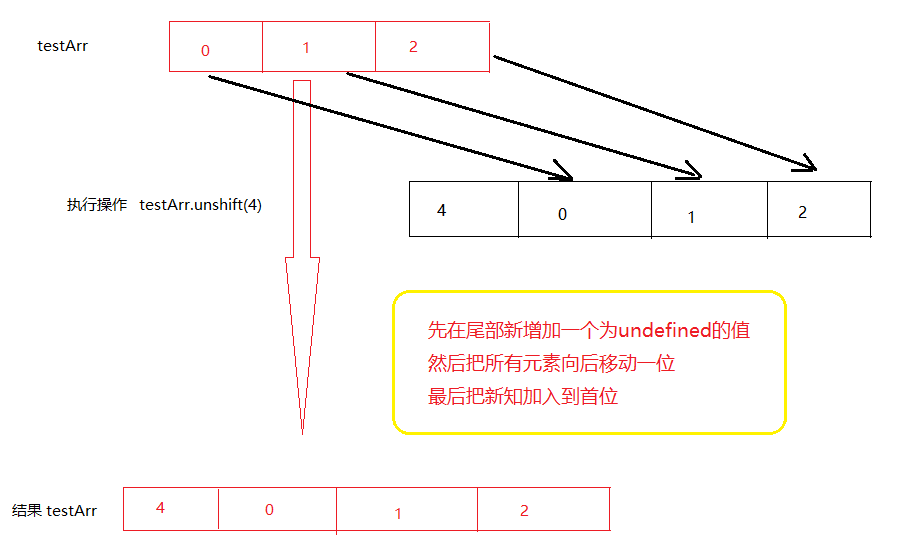 testArr 0 1 2
执行操作 testArr.unshift(4) 4 0 1 2
先在尾部新增加一个为undefined的值
然后把所有元素向后移动一位
最后把新知加入到首位
结果 testArr 4 0 1 2